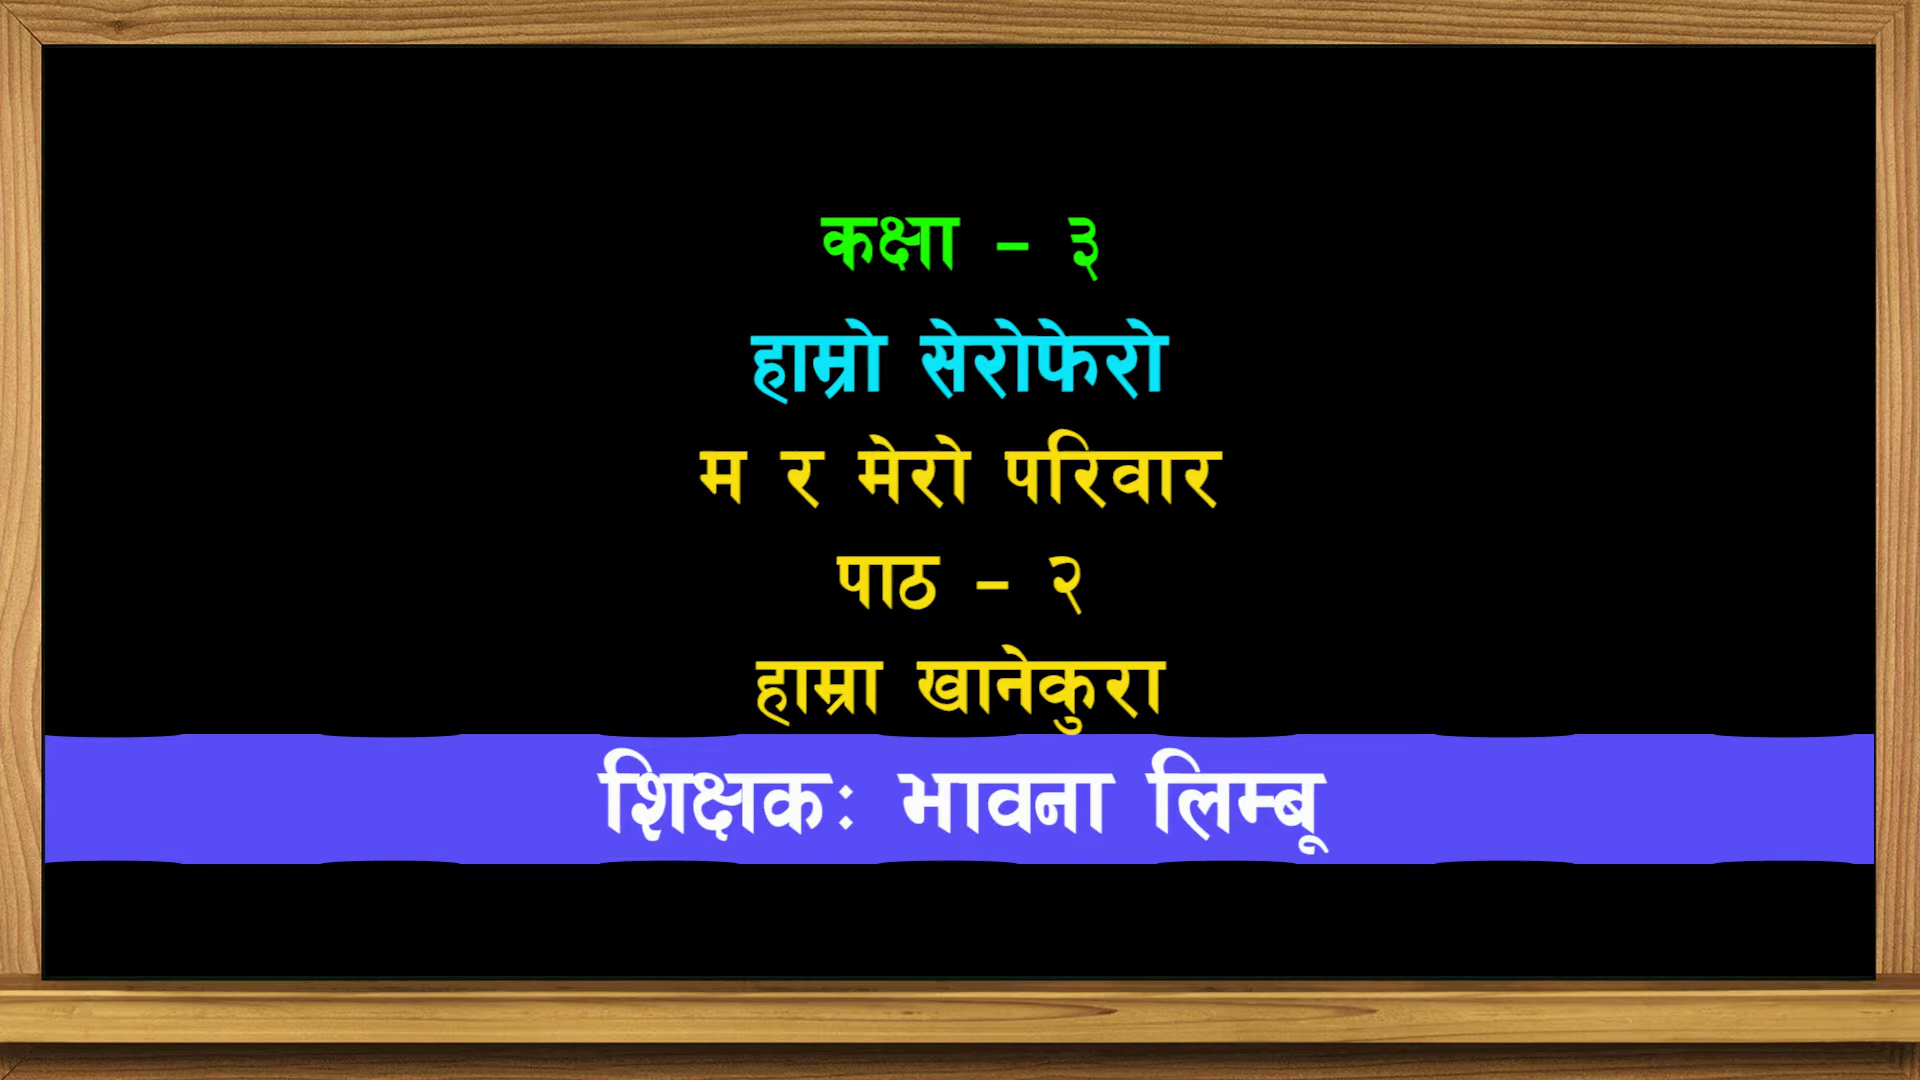 कक्षा - ३
हाम्रो सेरोफेरो
म र मेरो परिवार
पाठ - २
हाम्रा खानेकुरा
शिक्षक: भावना लिम्बू